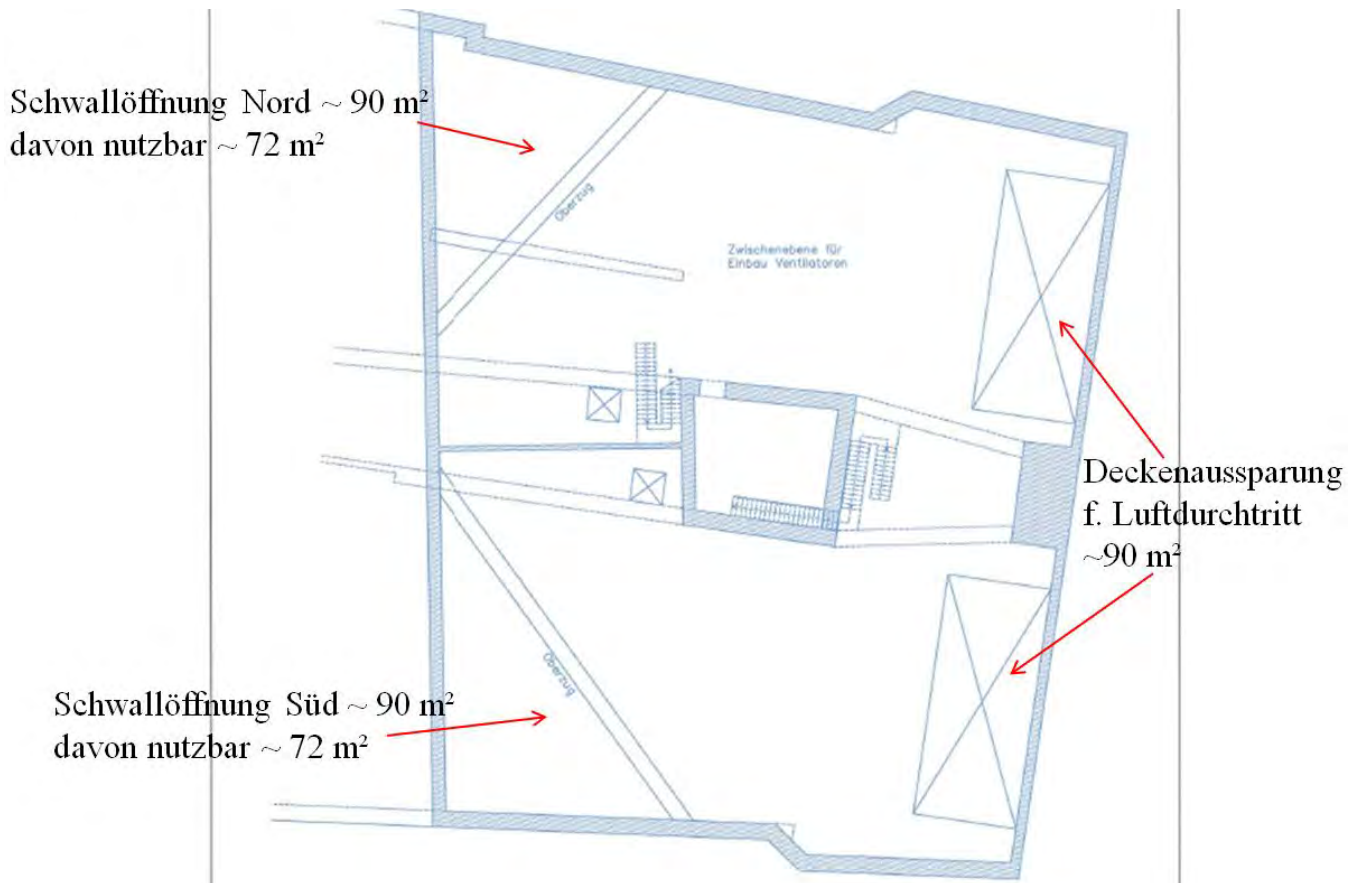 Schwallöffnung Nord ~ 90 m²
davon nutzbar ~ 72 m²
Überzug
Zwischenebene für
Einbau Ventilatoren
Deckenaussparung
f. Luftdurchtritt
~90 m²
Überzug
Schwallöffnung Süd ~ 90 m²
davon nutzbar ~ 72 m²